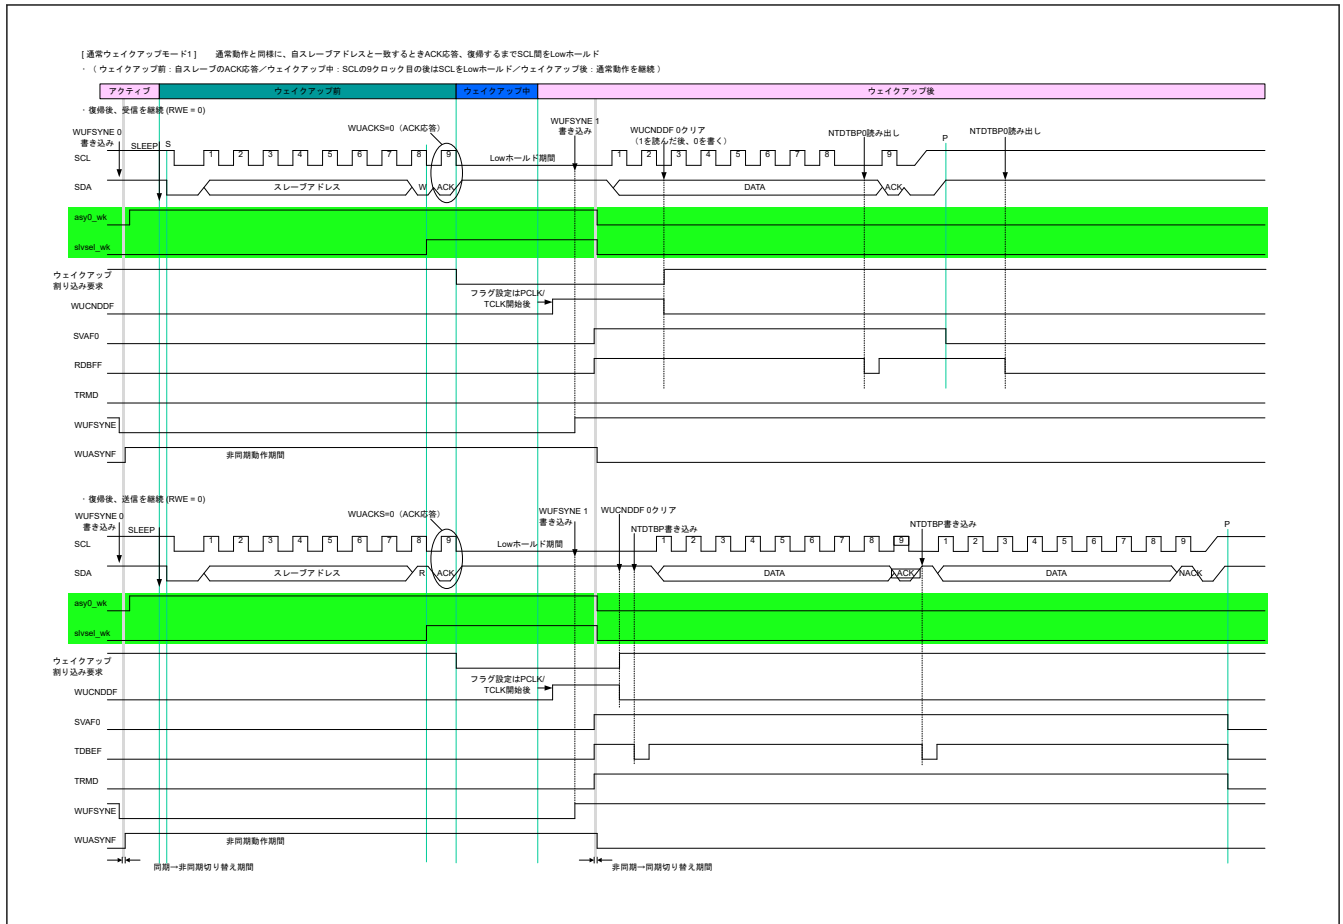 [ 通常ウェイクアップモード1 ]　通常動作と同様に、自スレーブアドレスと一致するときACK応答、復帰するまでSCL間をLowホールド
・（ ウェイクアップ前 : 自スレーブのACK応答／ウェイクアップ中 : SCLの9クロック目の後はSCLをLowホールド／ウェイクアップ後 : 通常動作を継続 ）
アクティブ ウェイクアップ前 ウェイクアップ中 ウェイクアップ後
・復帰後、受信を継続 (RWE = 0)
WUFSYNE 0
書き込み
SLEEP
S
WUACKS=0（ACK応答）
WUFSYNE 1
書き込み
WUCNDDF 0クリア
（1を読んだ後、0を書く）
NTDTBP0読み出し
P
NTDTBP0読み出し
SCL 1 2 3 4 5 6 7 8 9 Lowホールド期間 1 2 3 4 5 6 7 8 9
SDA スレーブアドレス W ACK DATA ACK
asy0_wk
slvsel_wk
ウェイクアップ
割り込み要求
フラグ設定はPCLK/
TCLK開始後
WUCNDDF
SVAF0
RDBFF
TRMD
WUFSYNE
WUASYNF 非同期動作期間
・復帰後、送信を継続 (RWE = 0)
WUFSYNE 0
書き込み
SLEEP
WUACKS=0（ACK応答）
WUFSYNE 1
書き込み
WUCNDDF 0クリア
NTDTBP書き込み
NTDTBP書き込み
P
SCL 1 2 3 4 5 6 7 8 9 Lowホールド期間 1 2 3 4 5 6 7 8 9 1 2 3 4 5 6 7 8 9
SDA スレーブアドレス R ACK DATA ACK DATA NACK
asy0_wk
slvsel_wk
ウェイクアップ
割り込み要求
フラグ設定はPCLK/
TCLK開始後
WUCNDDF
SVAF0
TDBEF
TRMD
WUFSYNE
WUASYNF 非同期動作期間
同期→非同期切り替え期間 非同期→同期切り替え期間